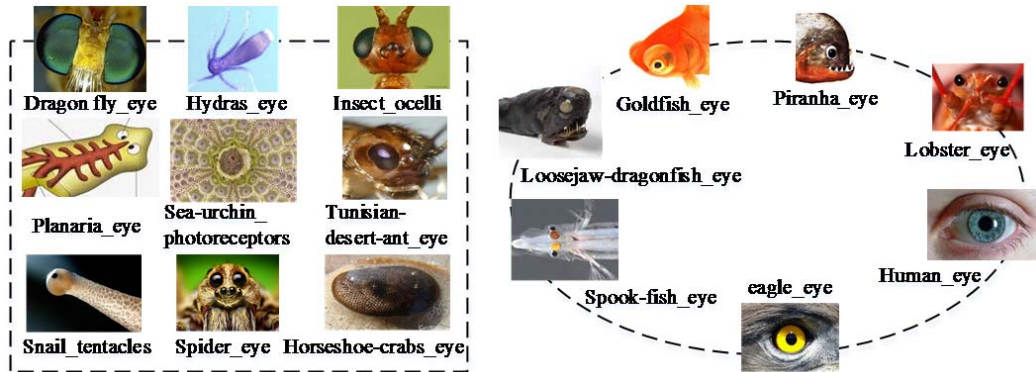 Dragon fly_eye
Hydras_eye
Insect_ocelli
Planaria_eye
Sea-urchin_
photoreceptors
Tunisian-
desert-ant_eye
Snail_tentacles
Spider_eye
Horseshoe-crabs_eye
Goldfish_eye
Piranha_eye
Lobster_eye
Loosejaw-dragonfish_eye
Human_eye
Spook-fish_eye
eagle_eye